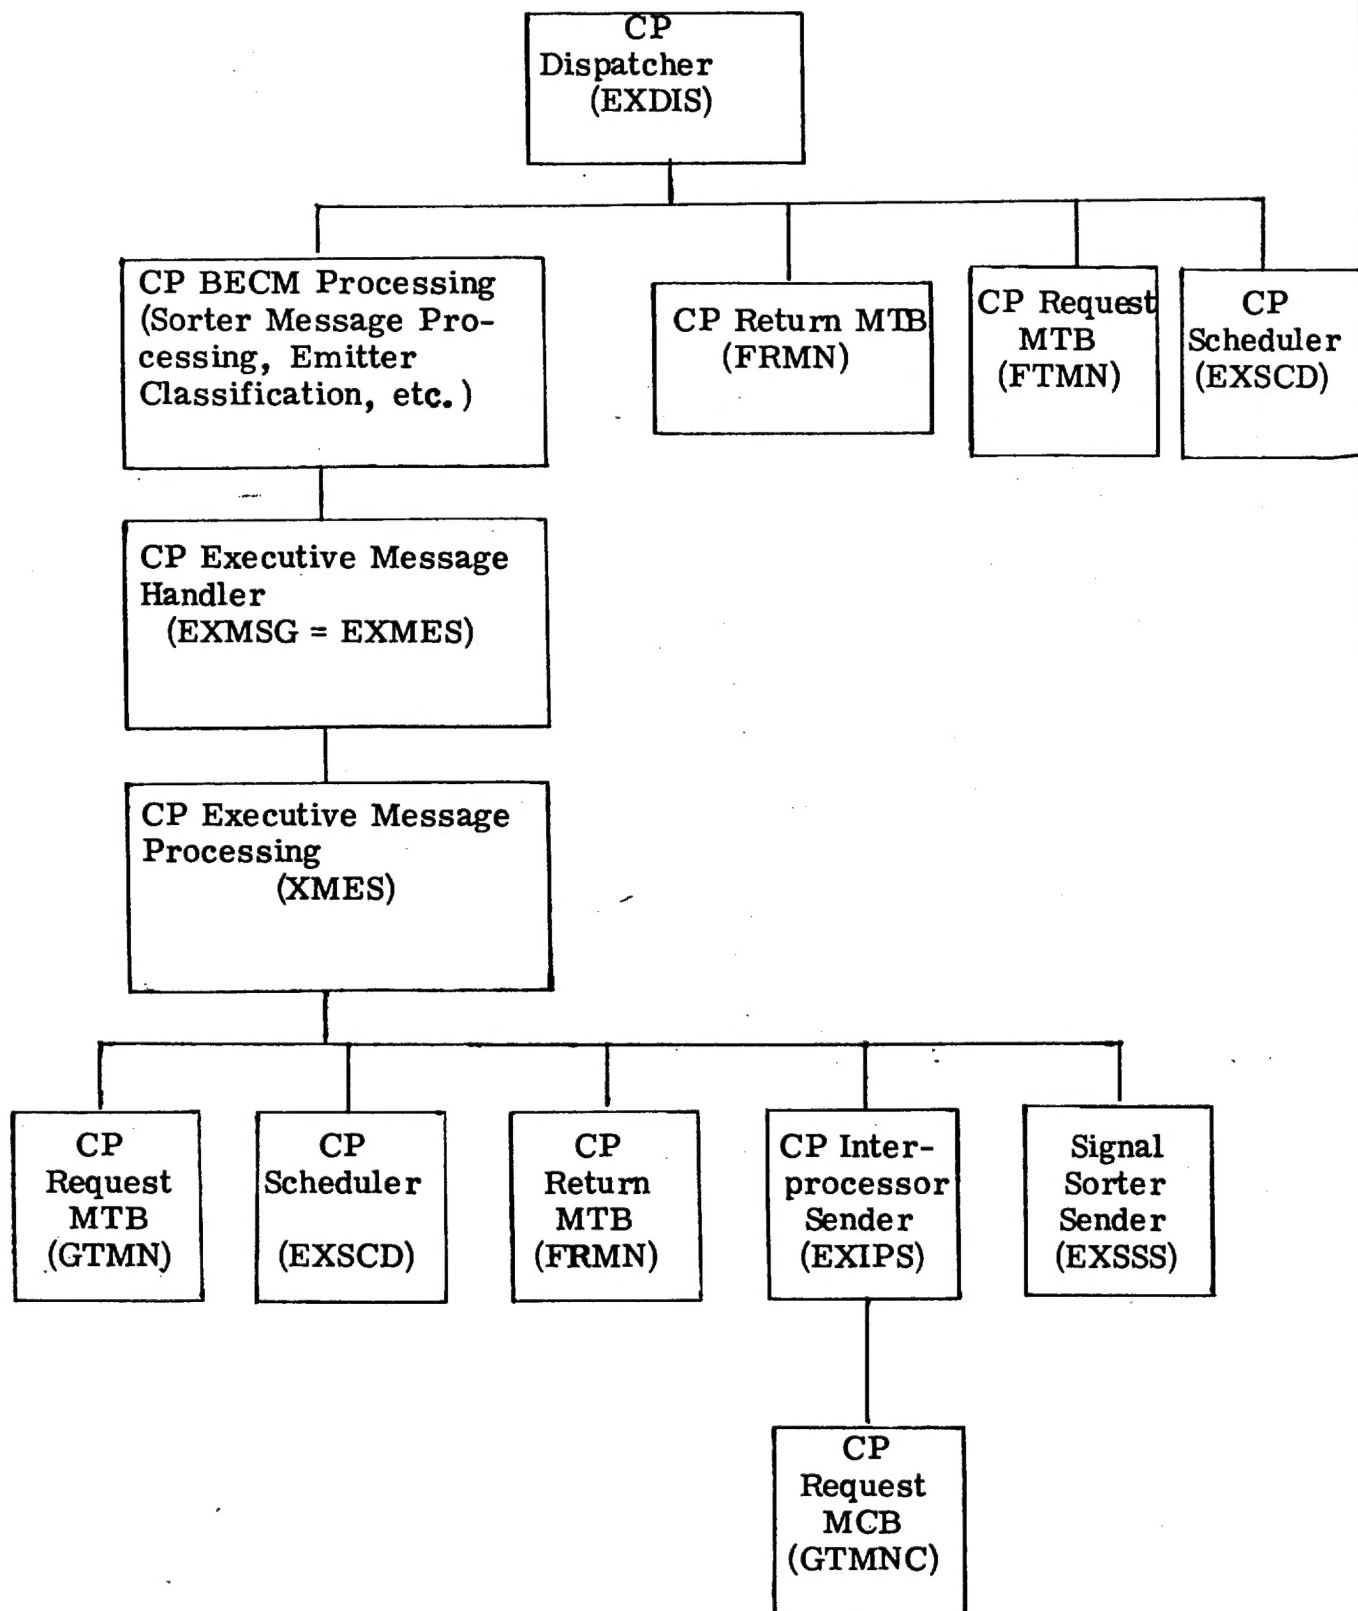 CP
Dispatcher
(EXDIS)
CP BECM Processing
(Sorter Message Pro-
cessing, Emitter
Classification, etc.)
CP Return MTB
(FRMN)
CP Request
MTB
(FTMN)
CP
Scheduler
(EXSCD)
CP Executive Message
Handler
(EXMSG = EXMES)
CP Executive Message
Processing
(XMES)
CP
Request
MTB
(GTMN)
CP
Scheduler
(EXSCD)
CP
Return
MTB
(FRMN)
CP Inter-
processor
Sender
(EXIPS)
Signal
Sorter
Sender
(EXSSS)
CP
Request
MCB
(GTMNC)